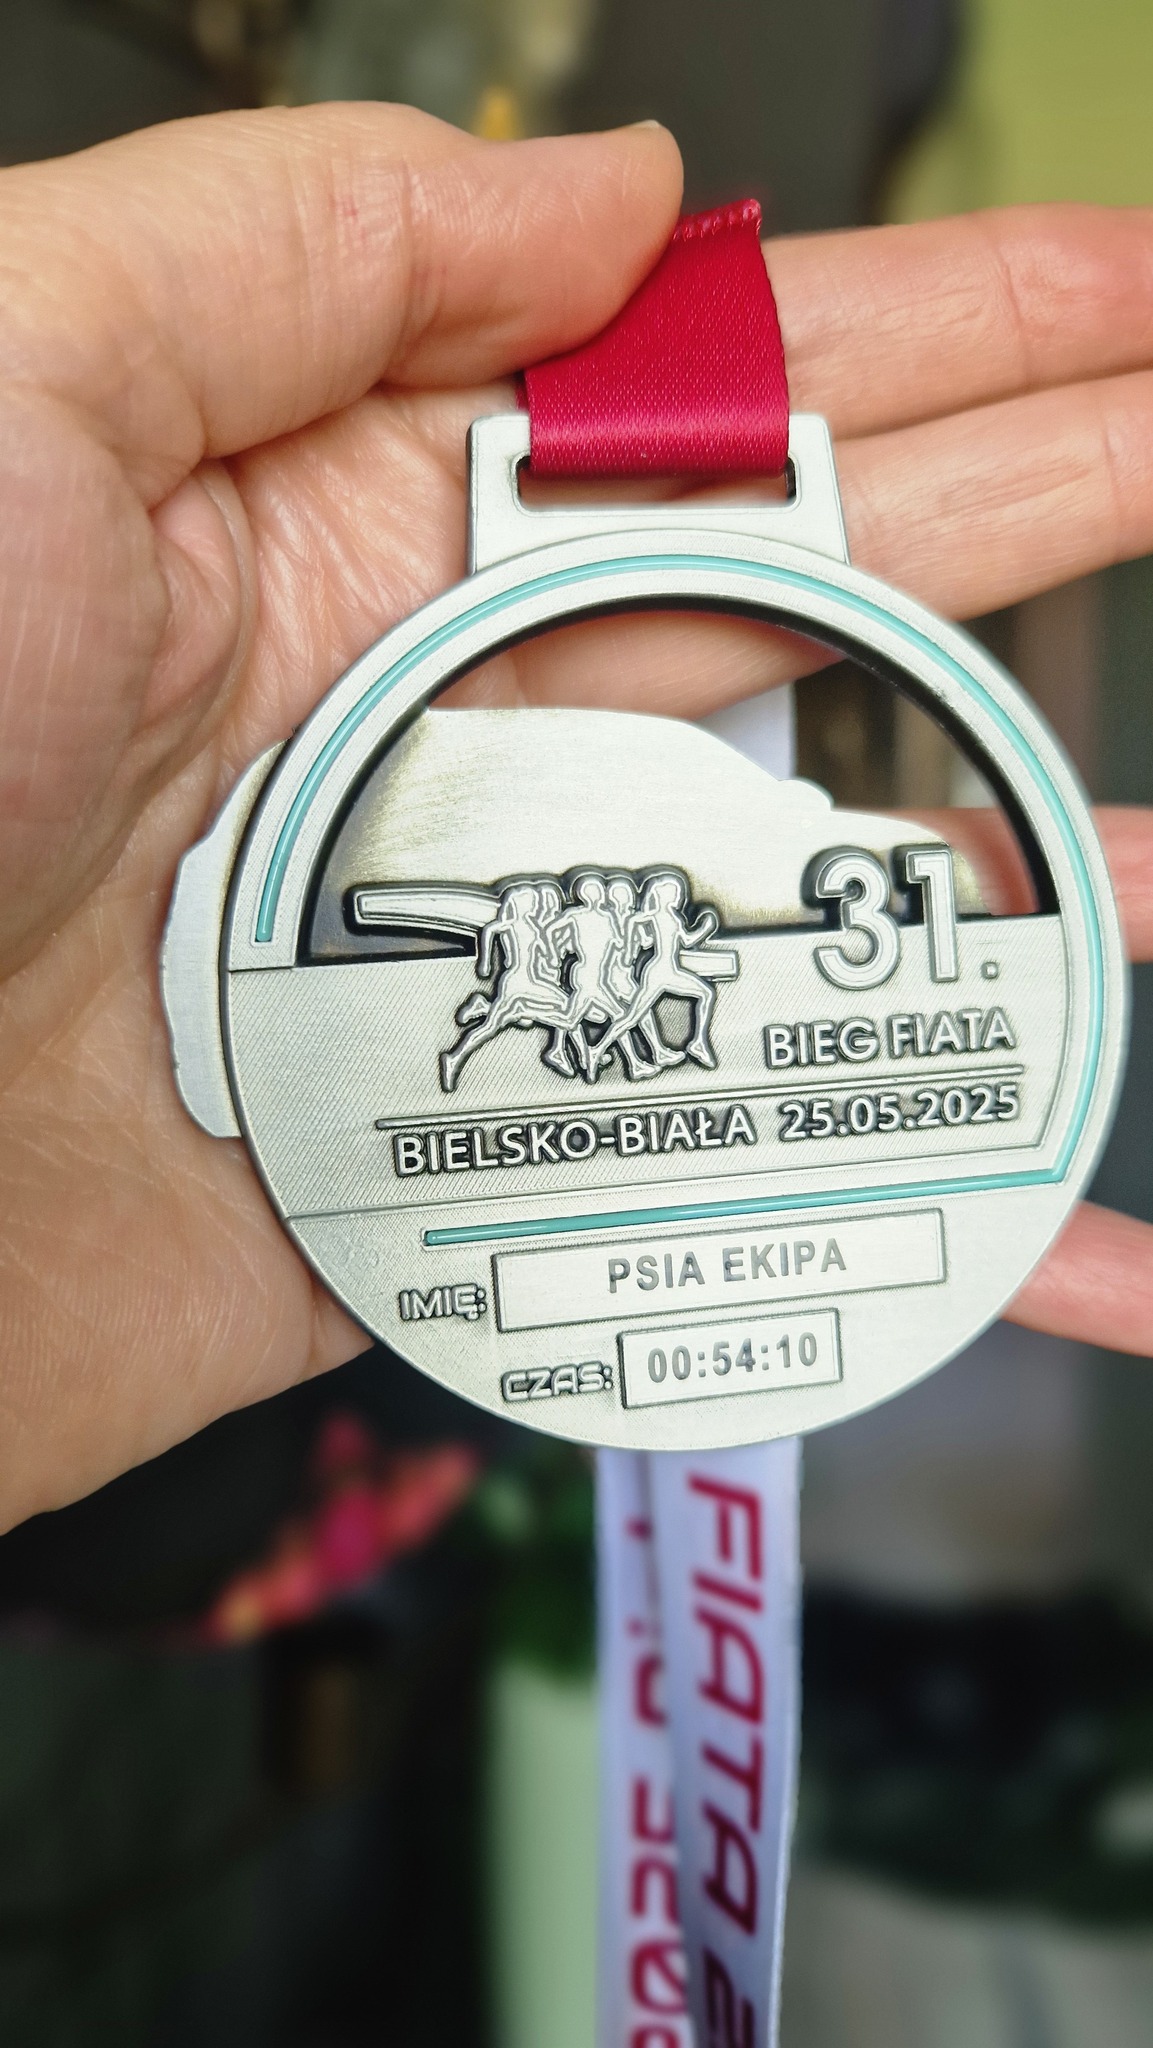 31.
BIEG FIATA
BIELSKO-BIAŁA 25.05.2025
IMIĘ: PSIA EKIPA
CZAS: 00:54:10
FIATA